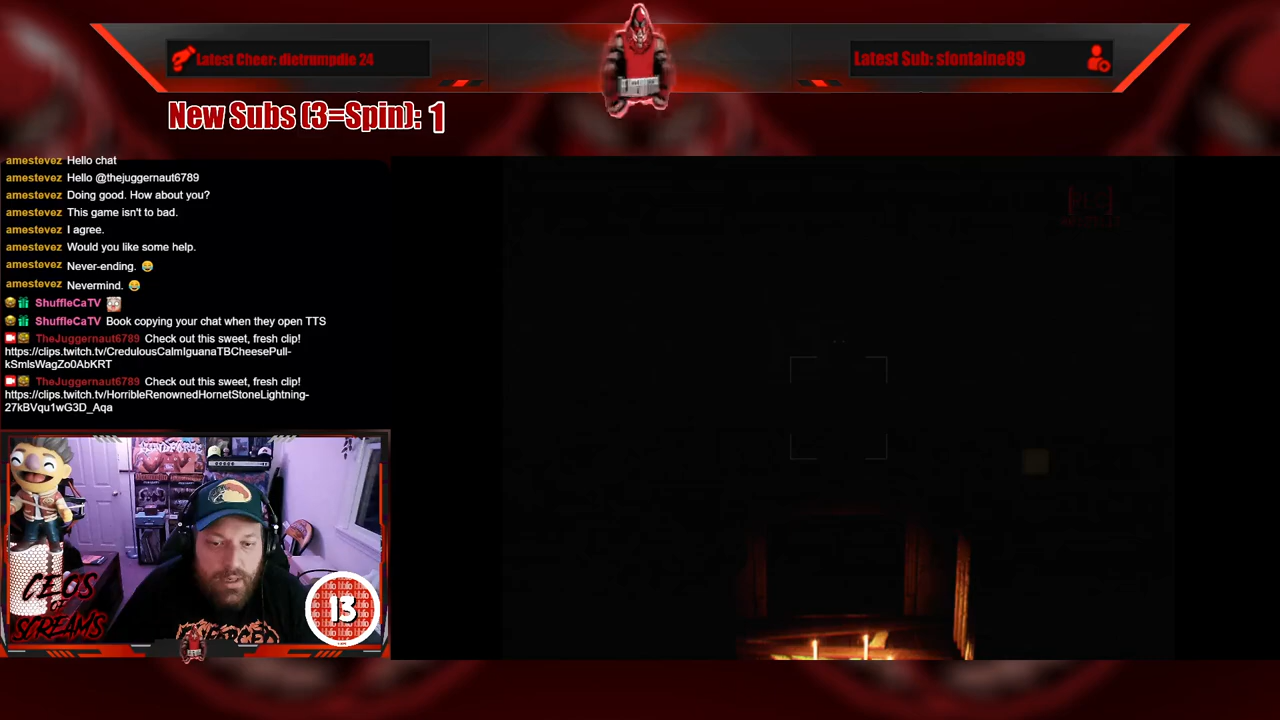 Latest Cheer: dietrumpdie 24
Latest Sub: sfontaine89
New Subs (3=Spin): 1
amestevez Hello chat
amestevez Hello @thejuggernaut6789
amestevez Doing good. How about you?
amestevez This game isn't to bad.
amestevez I agree.
amestevez Would you like some help.
amestevez Never-ending. 😂
amestevez Nevermind. 😂
ShuffleCaTV
ShuffleCaTV Book copying your chat when they open TTS
TheJuggernaut6789 Check out this sweet, fresh clip!
https://clips.twitch.tv/CredulousCalmIguanaTBCheesePull-
kSmlsWagZo0AbKRT
TheJuggernaut6789 Check out this sweet, fresh clip!
https://clips.twitch.tv/HorribleRenownedHornetStoneLightning-
27kBVqu1wG3D_Aqa
CEO'S
OF
SCREAMS
13